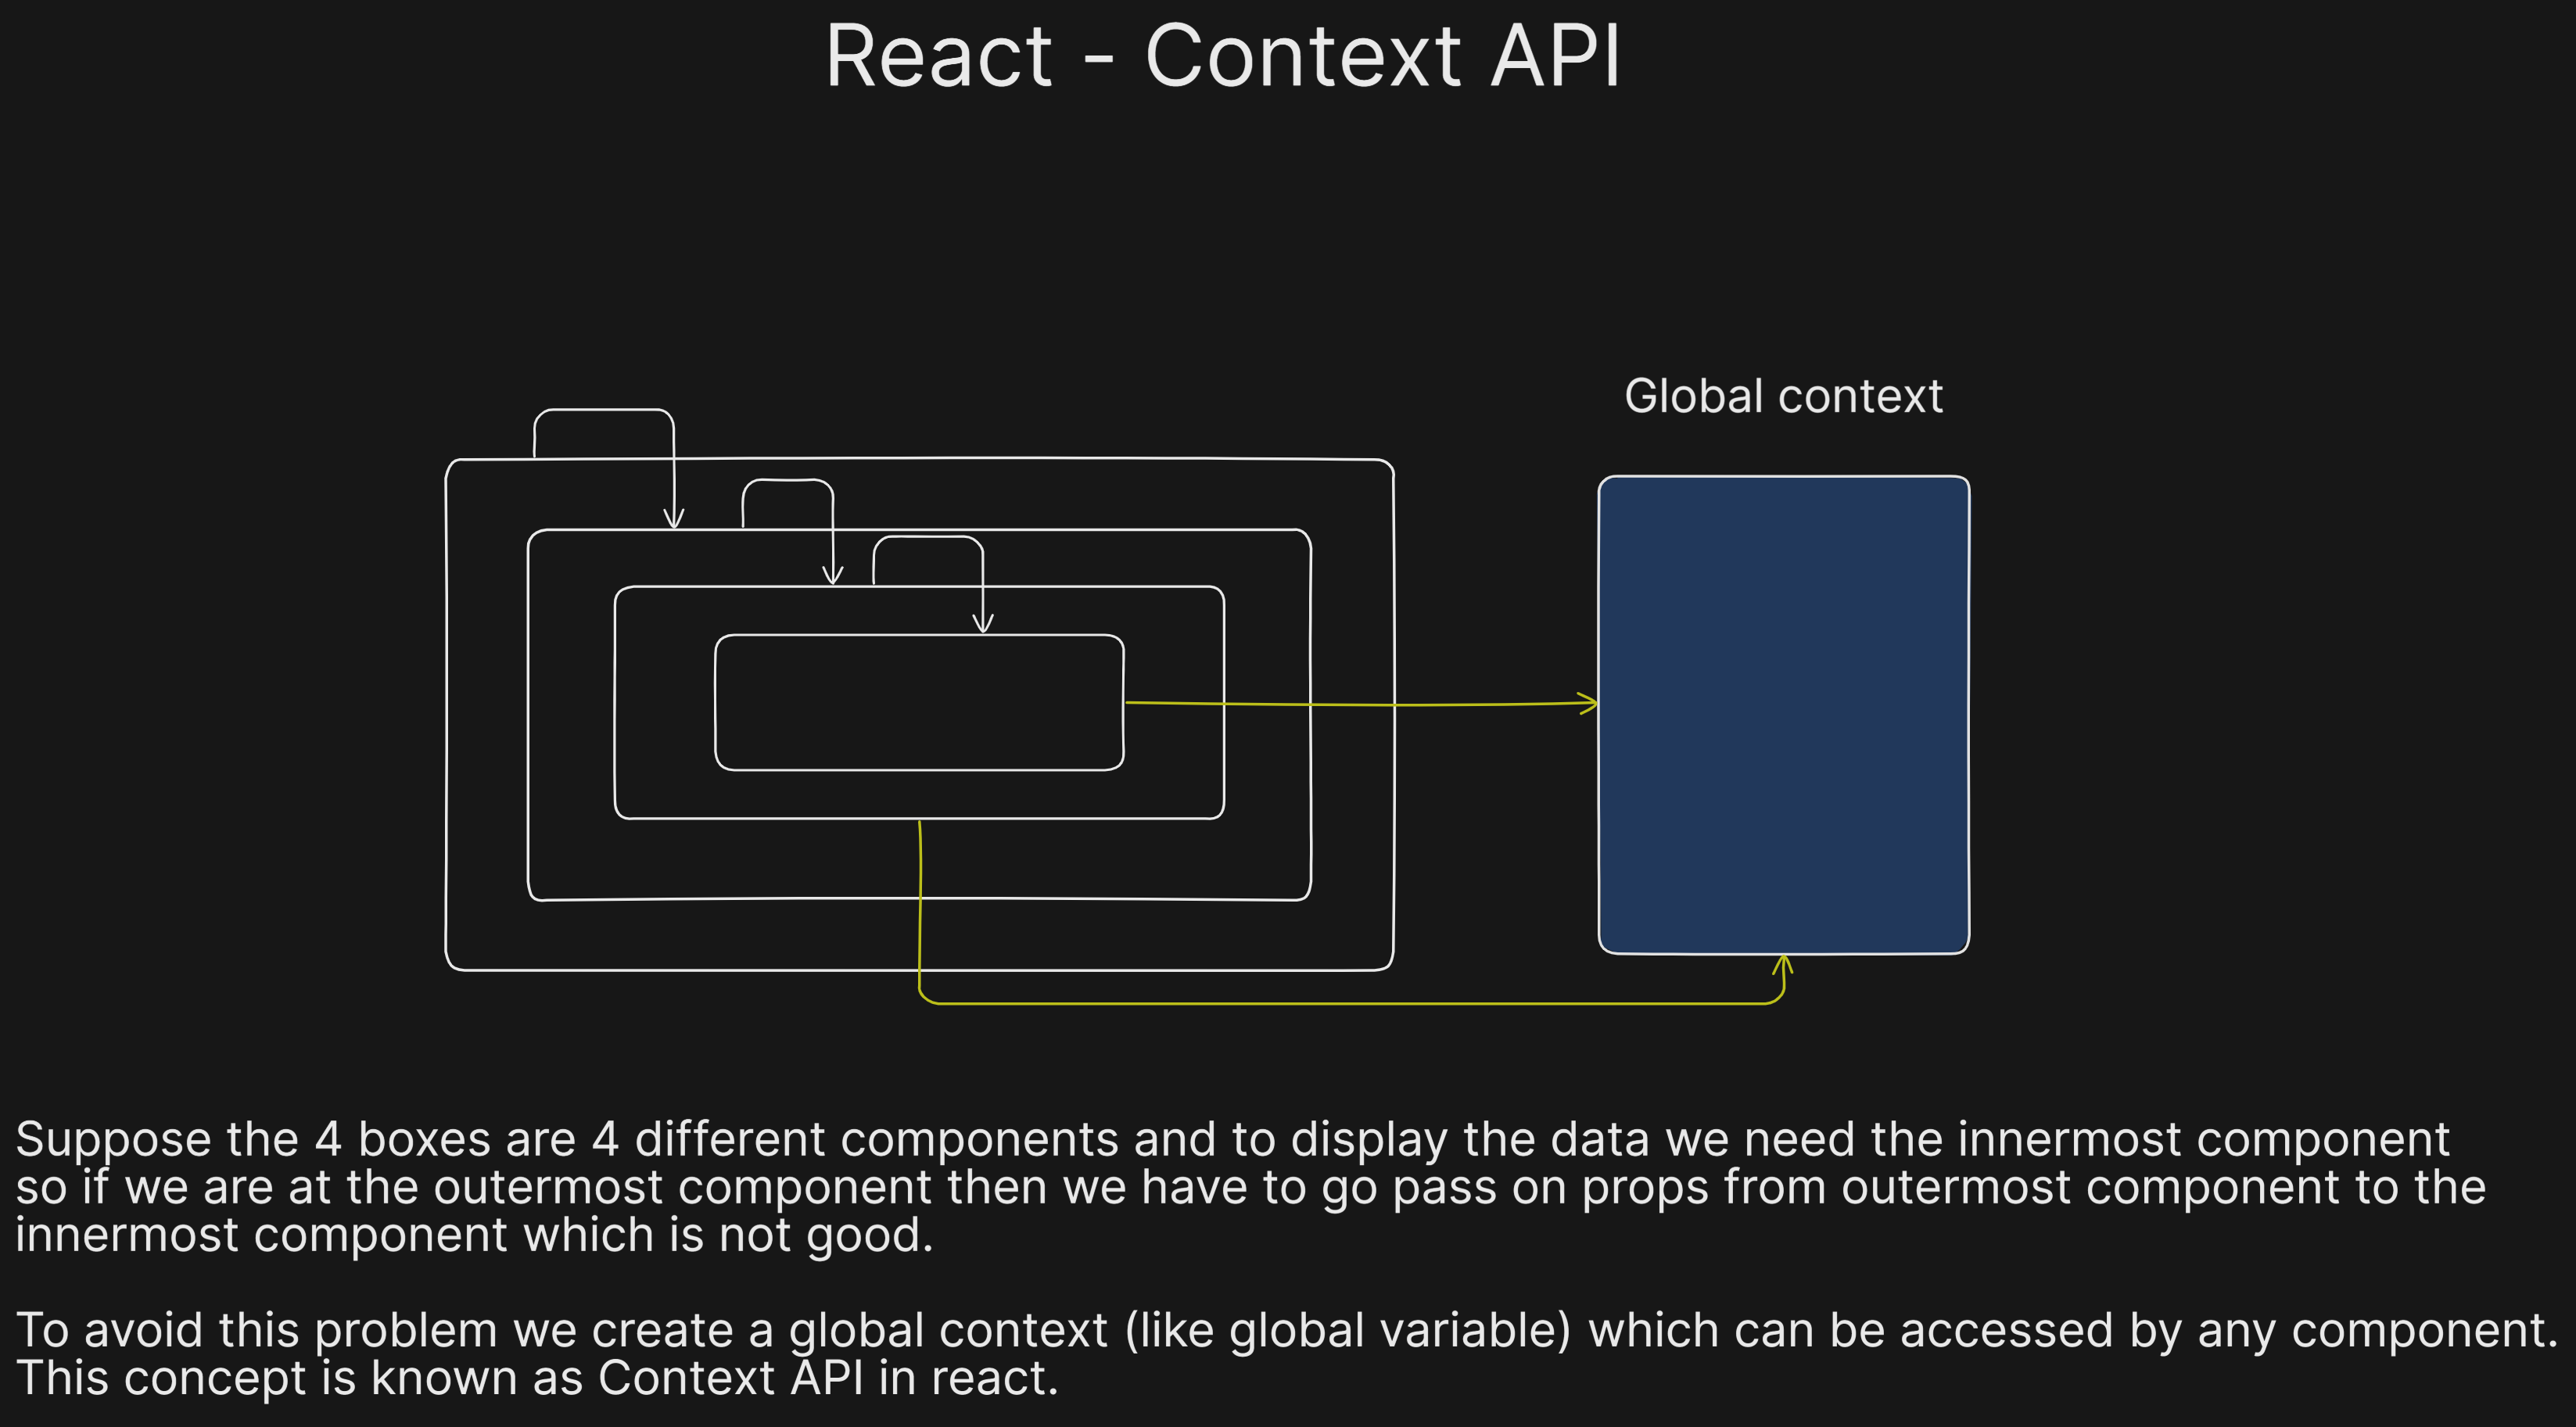 React - Context API
Global context
Suppose the 4 boxes are 4 different components and to display the data we need the innermost component
so if we are at the outermost component then we have to go pass on props from outermost component to the
innermost component which is not good.
To avoid this problem we create a global context (like global variable) which can be accessed by any component.
This concept is known as Context API in react.